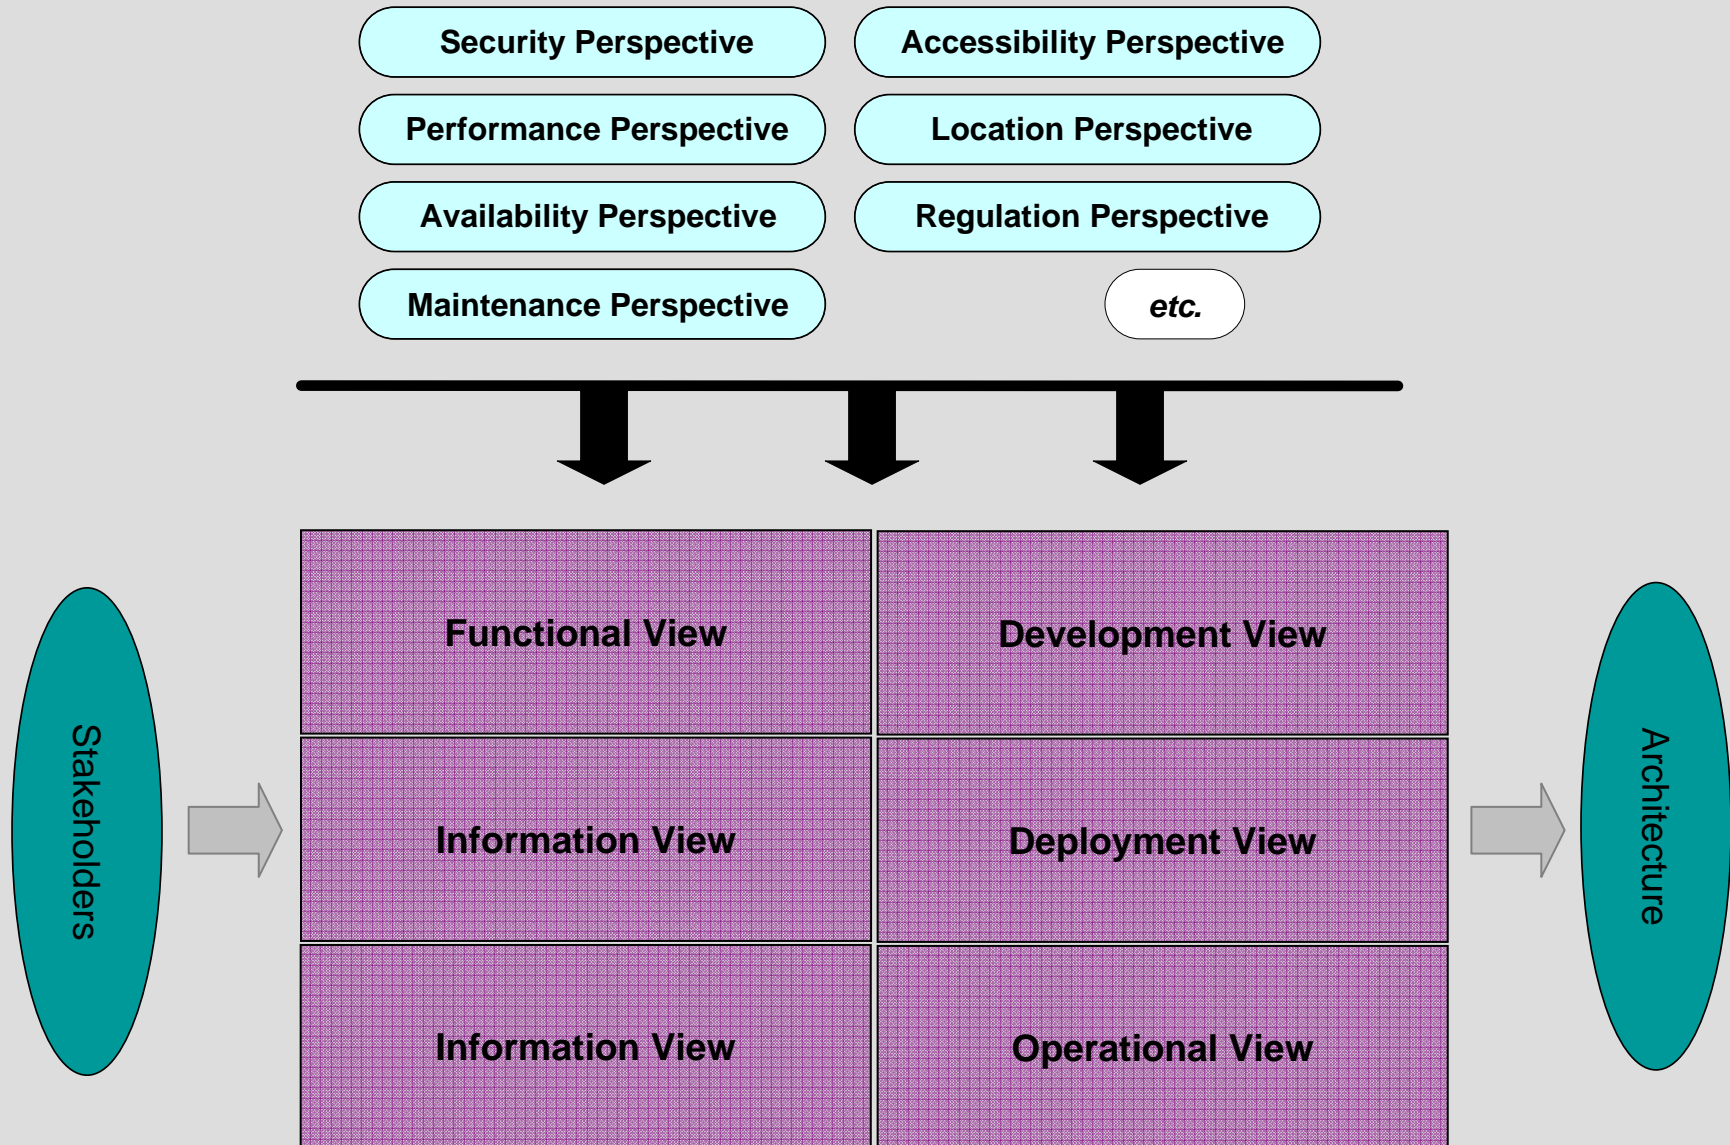 Security Perspective
Accessibility Perspective
Performance Perspective
Location Perspective
Availability Perspective
Regulation Perspective
Maintenance Perspective
etc.
Stakeholders
Functional View
Development View
Information View
Deployment View
Information View
Operational View
Architecture